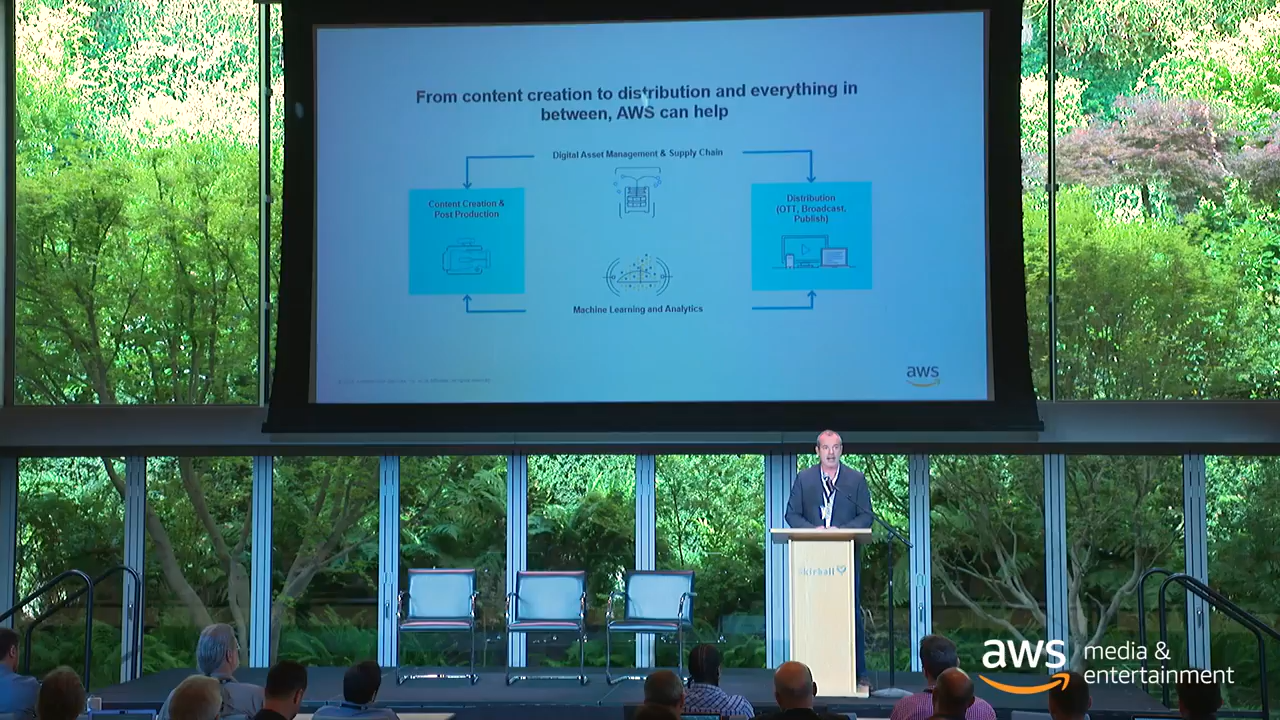 From content creation to distribution and everything in
between, AWS can help
Digital Asset Management & Supply Chain
Content Creation &
Post Production
Distribution
(OTT, Broadcast,
Publish)
Machine Learning and Analytics
aws
Skirball
aws media &
entertainment